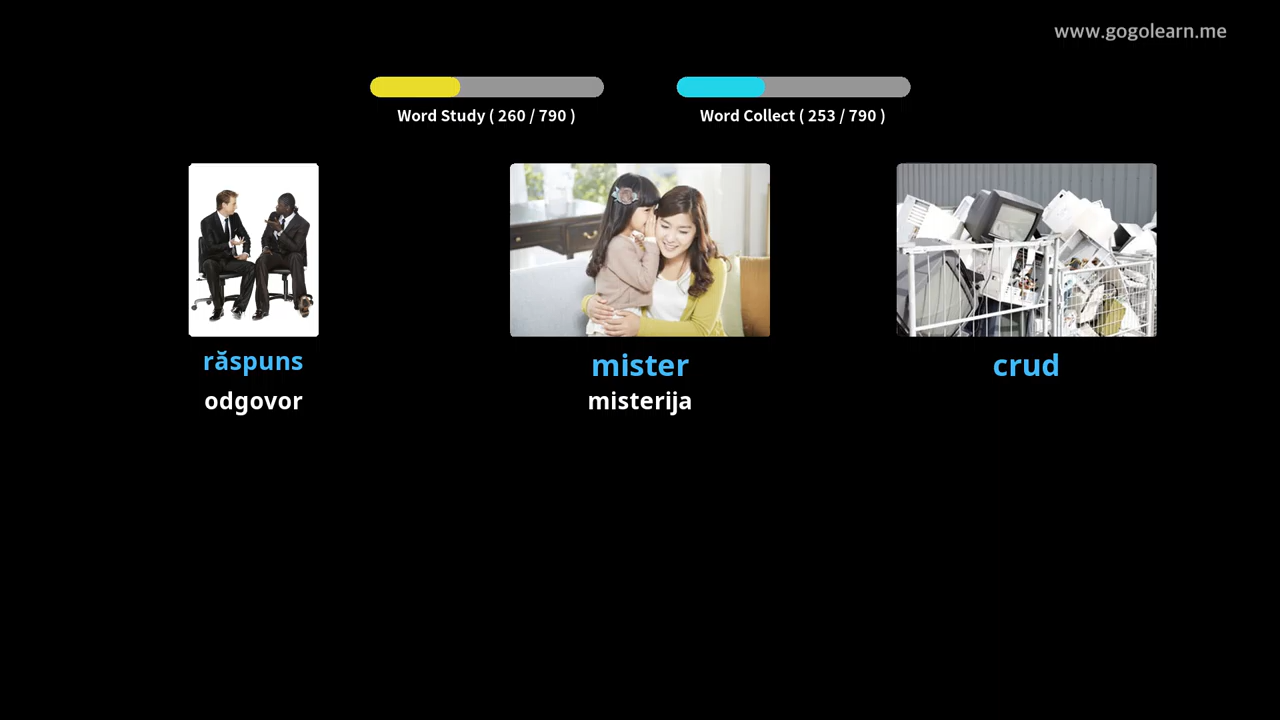 www.gogolearn.me
Word Study ( 260 / 790 )
Word Collect ( 253 / 790 )
răspuns
odgovor
mister
misterija
crud